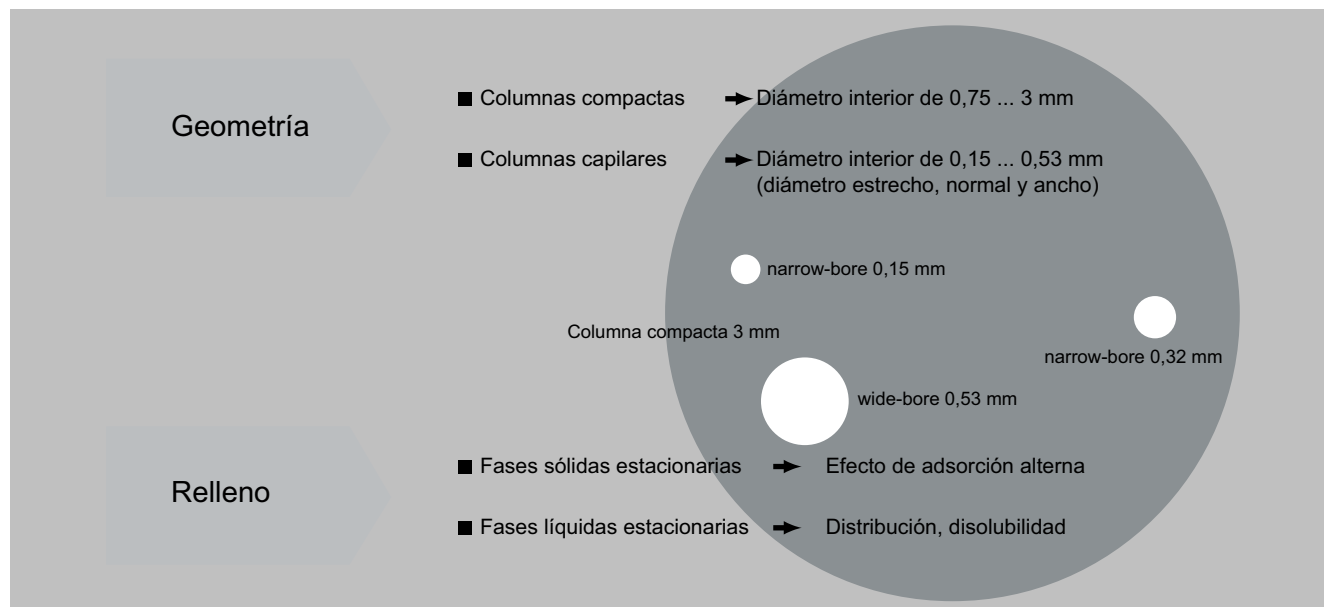 Geometría
■ Columnas compactas → Diámetro interior de 0,75 ... 3 mm
■ Columnas capilares → Diámetro interior de 0,15 ... 0,53 mm
(diámetro estrecho, normal y ancho)
narrow-bore 0,15 mm
Columna compacta 3 mm
narrow-bore 0,32 mm
wide-bore 0,53 mm
Relleno
■ Fases sólidas estacionarias → Efecto de adsorción alterna
■ Fases líquidas estacionarias → Distribución, disolubilidad